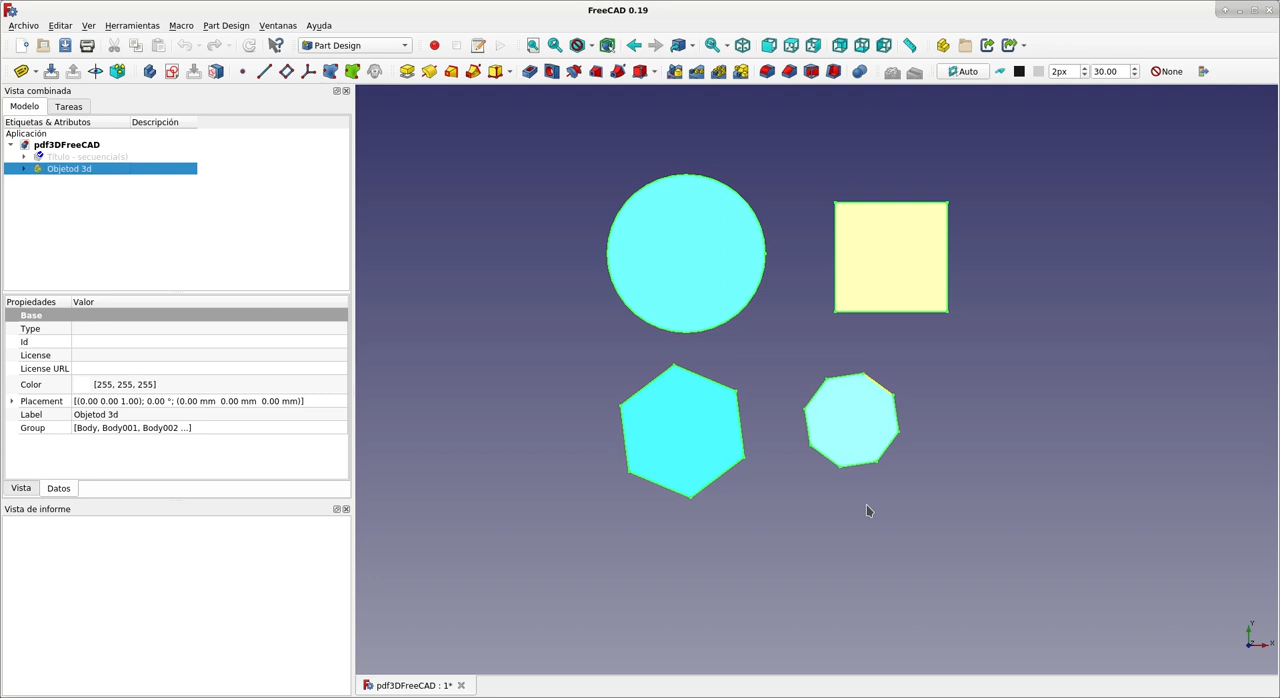 FreeCAD 0.19
Archivo Editar Ver Herramientas Macro Part Design Ventanas Ayuda
Part Design
Auto 2px 30.00 None
Vista combinada
Modelo Tareas
Etiquetas & Atributos Descripción
Aplicación
pdf3DFreeCAD
Título - secuencia(s)
Objetod 3d
Propiedades Valor
Base
Type
Id
License
License URL
Color [255, 255, 255]
Placement [(0.00 0.00 1.00); 0.00 °; (0.00 mm 0.00 mm 0.00 mm)]
Label Objetod 3d
Group [Body, Body001, Body002 ...]
Vista Datos
Vista de informe
Y
Z X
pdf3DFreeCAD : 1*